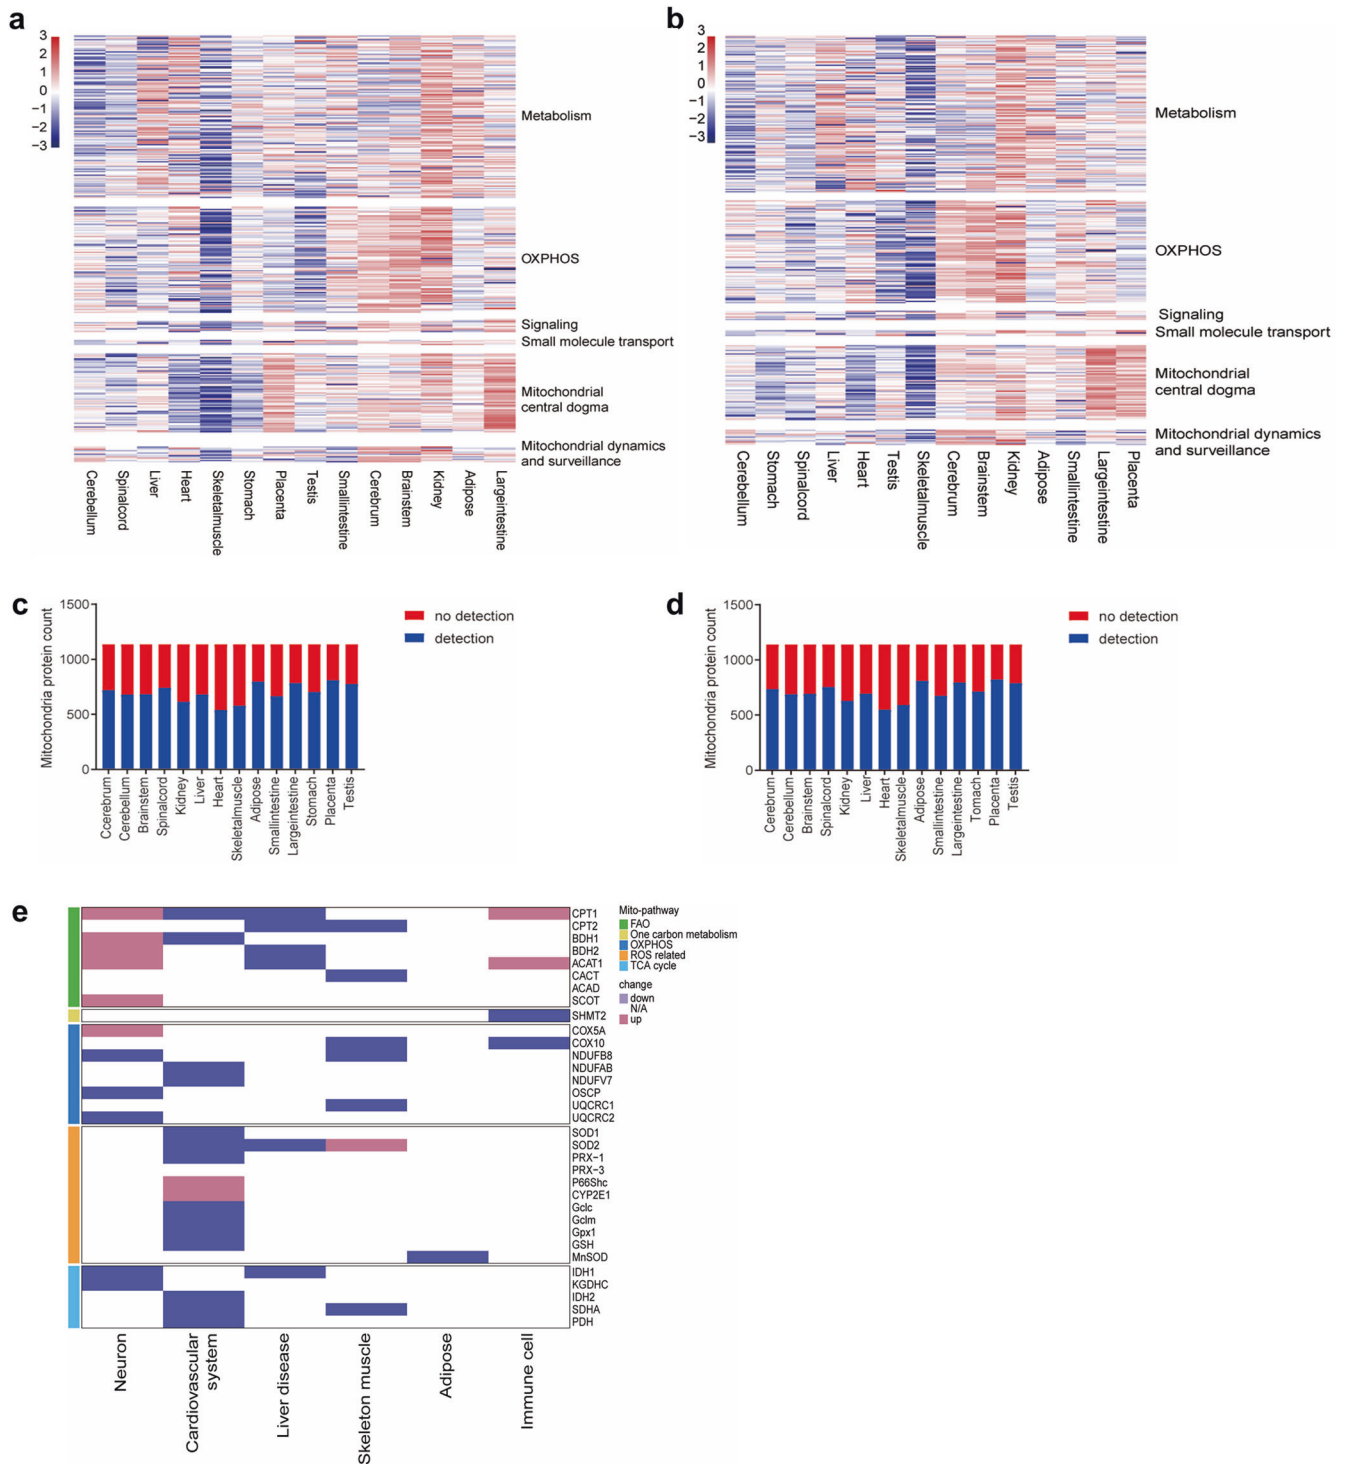 a
3
2
1
0
−1
−2
−3
Metabolism
OXPHOS
Signaling
Small molecule transport
Mitochondrial
central dogma
Mitochondrial dynamics
and surveillance
Cerebellum
Spinalcord
Liver
Heart
Skeletalmuscle
Stomach
Placenta
Testis
Smallintestine
Cerebrum
Brainstem
Kidney
Adipose
Largeintestine
b
3
2
1
0
−1
−2
−3
Metabolism
OXPHOS
Signaling
Small molecule transport
Mitochondrial
central dogma
Mitochondrial dynamics
and surveillance
Cerebellum
Stomach
Spinalcord
Liver
Heart
Testis
Skeletalmuscle
Cerebrum
Brainstem
Kidney
Adipose
Smallintestine
Largeintestine
Placenta
c
Mitochondria protein count
1500
1000
500
0
no detection
detection
Ccerebrum
Cerebellum
Brainstem
Spinalcord
Kidney
Liver
Heart
Skeletalmuscle
Adipose
Smallintestine
Largeintestine
Stomach
Placenta
Testis
d
Mitochondria protein count
1500
1000
500
0
no detection
detection
Cerebrum
Cerebellum
Brainstem
Spinalcord
Kidney
Liver
Heart
Skeletalmuscle
Adipose
Smallintestine
Largeintestine
Tomach
Placenta
Testis
e
CPT1
CPT2
BDH1
BDH2
ACAT1
CACT
ACAD
SCOT
SHMT2
COX5A
COX10
NDUFB8
NDUFAB
NDUFV7
OSCP
UQCRC1
UQCRC2
SOD1
SOD2
PRX−1
PRX−3
P66Shc
CYP2E1
Gclc
Gclm
Gpx1
GSH
MnSOD
IDH1
KGDHC
IDH2
SDHA
PDH
Mito-pathway
FAO
One carbon metabolism
OXPHOS
ROS related
TCA cycle
change
down
N/A
up
Neuron
Cardiovascular
system
Liver disease
Skeleton muscle
Adipose
Immune cell